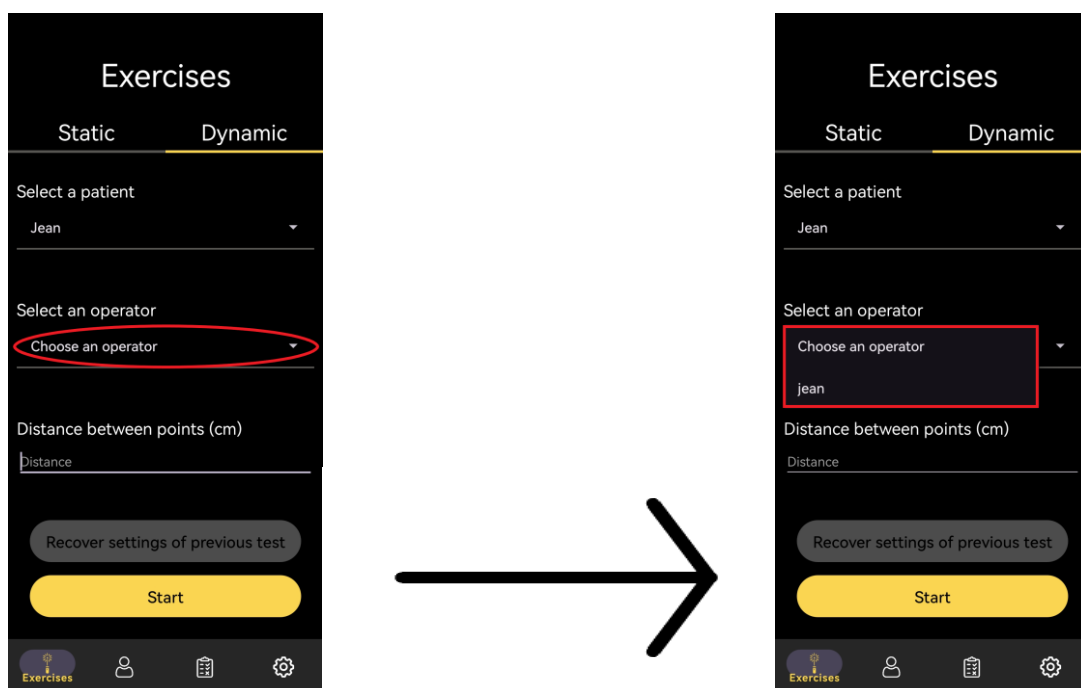 Exercises
Static Dynamic
Select a patient
Jean
Select an operator
Choose an operator
Distance between points (cm)
Distance
Recover settings of previous test
Start
Exercises
Exercises
Static Dynamic
Select a patient
Jean
Select an operator
Choose an operator
jean
Distance between points (cm)
Distance
Recover settings of previous test
Start
Exercises